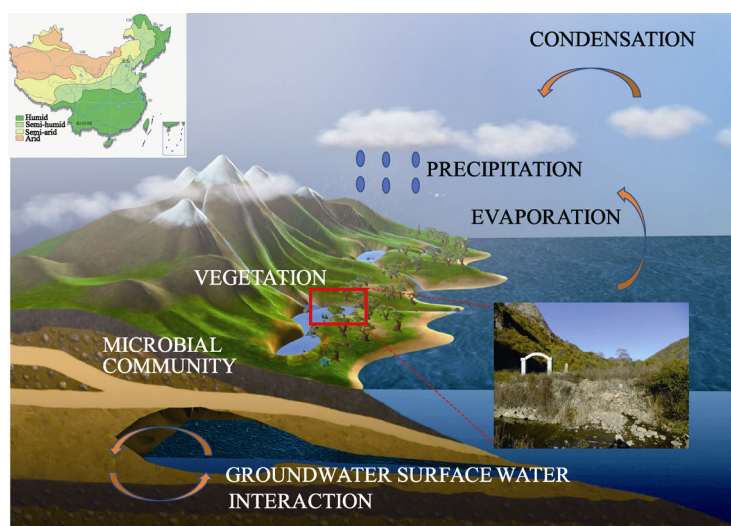 CONDENSATION
Humid
Semi-humid
Semi-arid
Arid
PRECIPITATION
EVAPORATION
VEGETATION
MICROBIAL
COMMUNITY
GROUNDWATER SURFACE WATER
INTERACTION